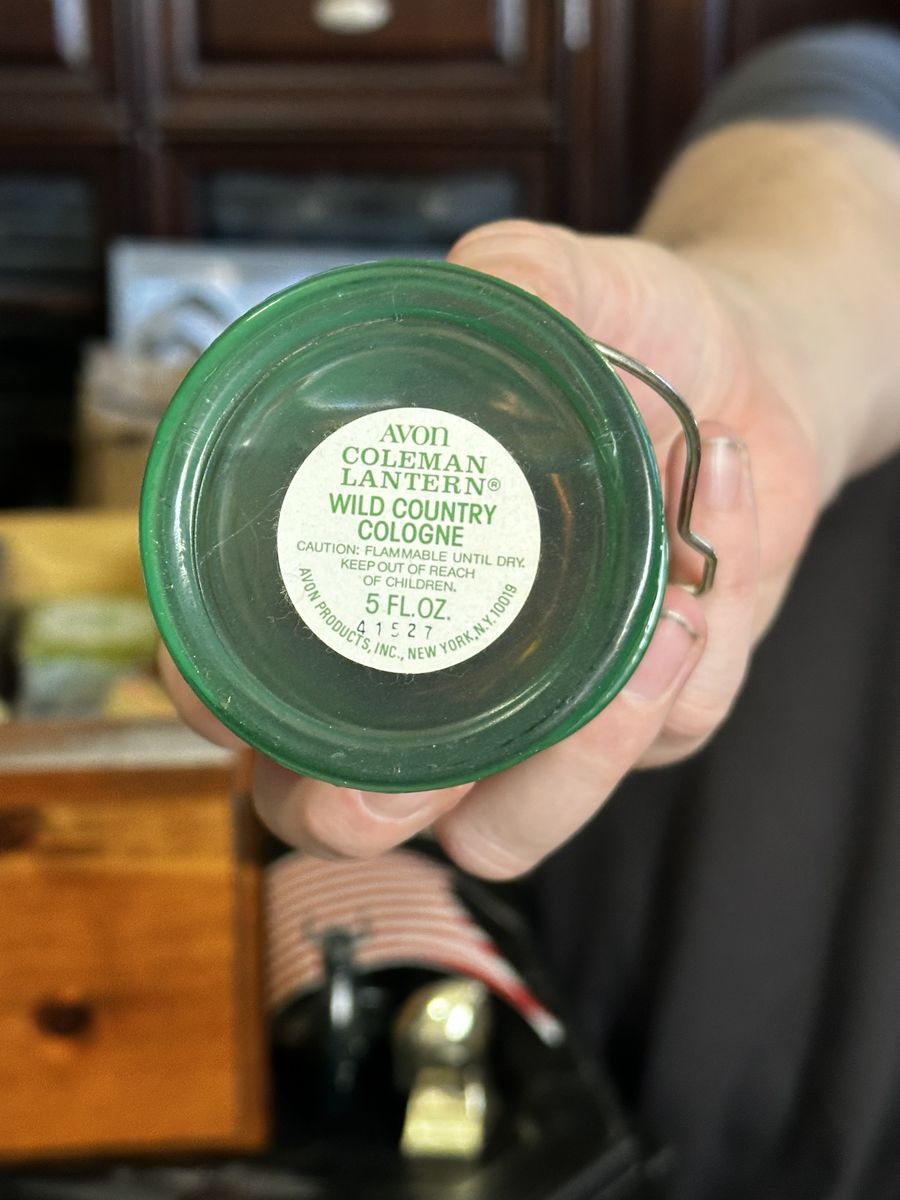 AVON
COLEMAN
LANTERN®
WILD COUNTRY
COLOGNE
CAUTION: FLAMMABLE UNTIL DRY.
KEEP OUT OF REACH
OF CHILDREN.
5 FL.OZ.
41527
AVON PRODUCTS, INC., NEW YORK, N.Y. 10019